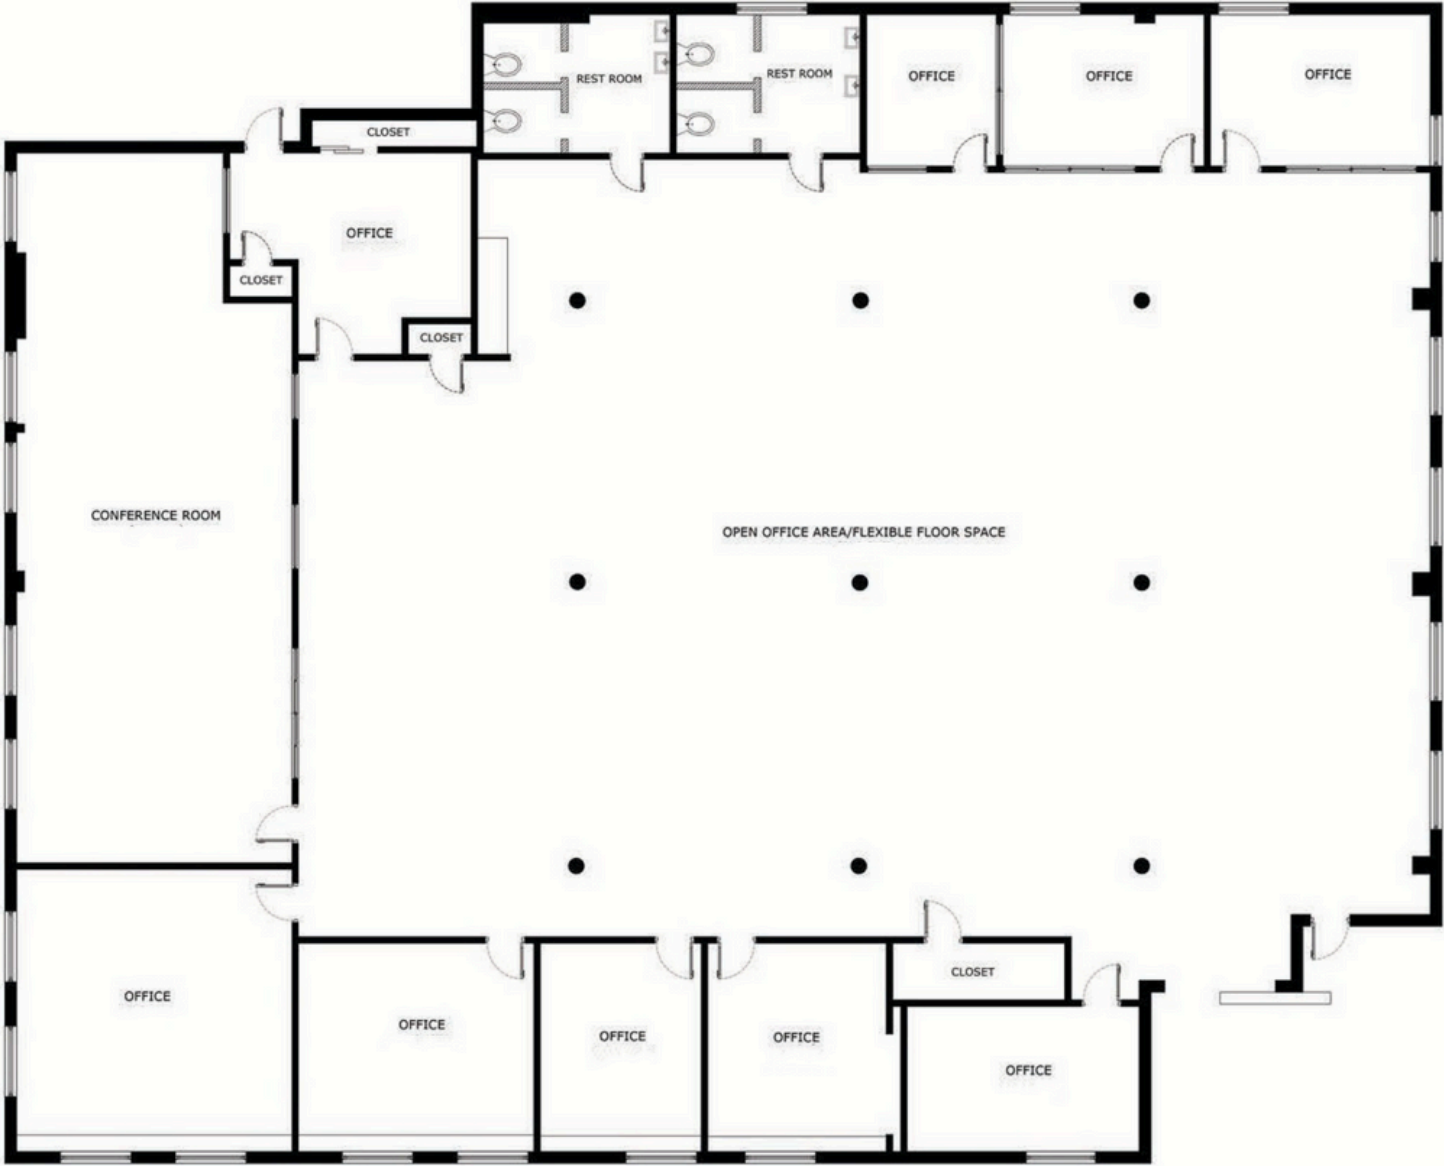 REST ROOM
REST ROOM
OFFICE
OFFICE
OFFICE
CLOSET
OFFICE
CLOSET
CLOSET
CONFERENCE ROOM
OPEN OFFICE AREA/FLEXIBLE FLOOR SPACE
OFFICE
OFFICE
OFFICE
OFFICE
CLOSET
OFFICE